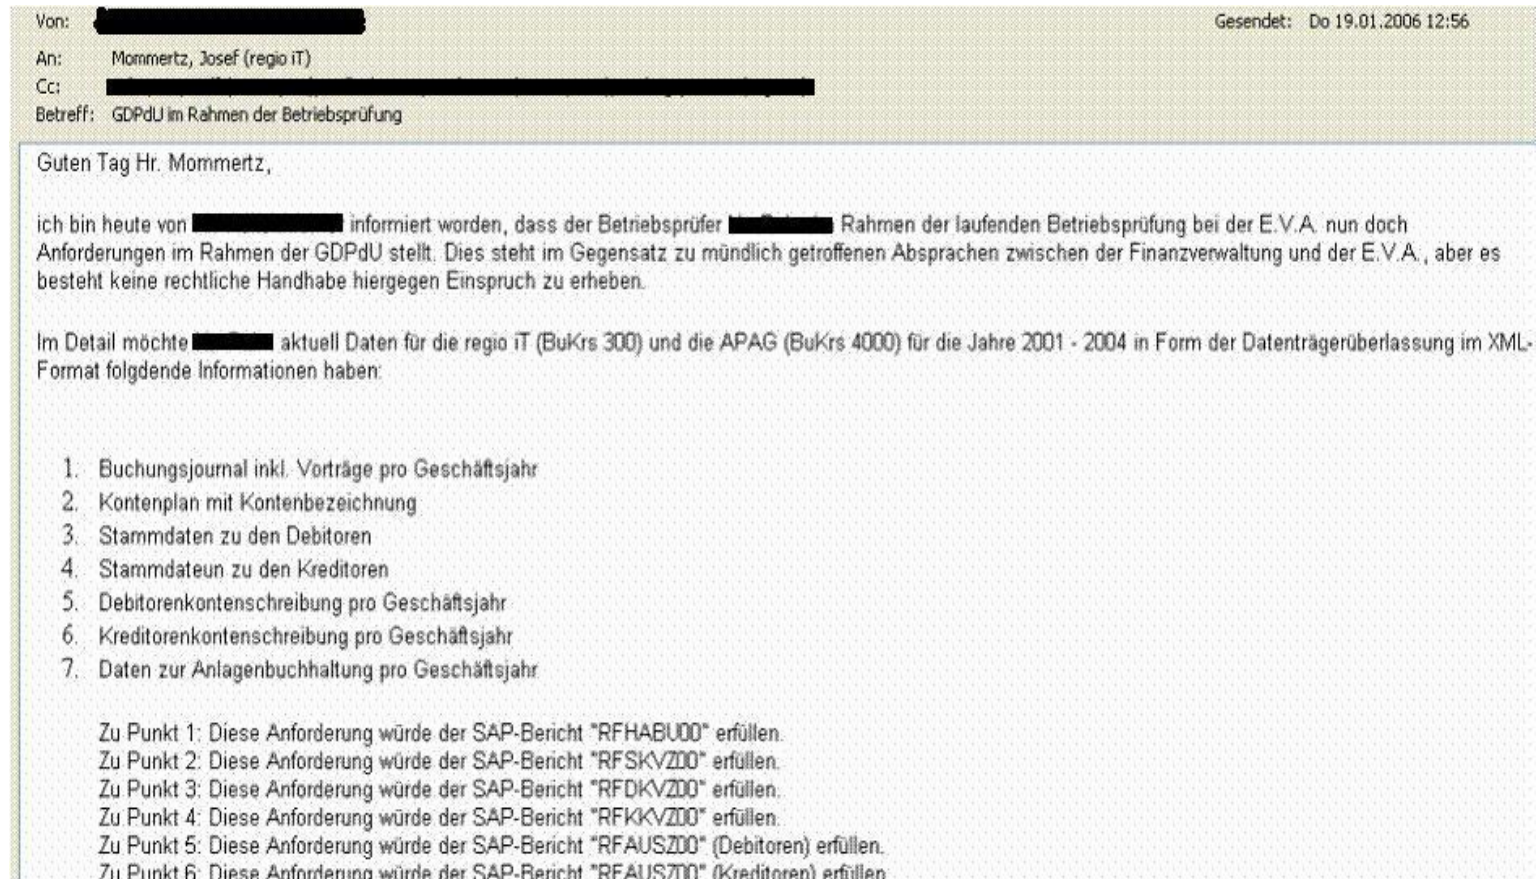 Von: Gesendet: Do 19.01.2006 12:56
An: Mommertz, Josef (regio iT)
Cc:
Betreff: GDPdU im Rahmen der Betriebsprüfung
Guten Tag Hr. Mommertz,
ich bin heute von informiert worden, dass der Betriebsprüfer Rahmen der laufenden Betriebsprüfung bei der E.V.A. nun doch
Anforderungen im Rahmen der GDPdU stellt. Dies steht im Gegensatz zu mündlich getroffenen Absprachen zwischen der Finanzverwaltung und der E.V.A., aber es
besteht keine rechtliche Handhabe hiergegen Einspruch zu erheben.
Im Detail möchte aktuell Daten für die regio iT (BuKrs 300) und die APAG (BuKrs 4000) für die Jahre 2001 - 2004 in Form der Datenträgerüberlassung im XML-
Format folgdende Informationen haben:
1. Buchungsjournal inkl. Vorträge pro Geschäftsjahr
2. Kontenplan mit Kontenbezeichnung
3. Stammdaten zu den Debitoren
4. Stammdateun zu den Kreditoren
5. Debitorenkontenschreibung pro Geschäftsjahr
6. Kreditorenkontenschreibung pro Geschäftsjahr
7. Daten zur Anlagenbuchhaltung pro Geschäftsjahr
Zu Punkt 1: Diese Anforderung würde der SAP-Bericht "RFHABU00" erfüllen.
Zu Punkt 2: Diese Anforderung würde der SAP-Bericht "RFSKVZ00" erfüllen.
Zu Punkt 3: Diese Anforderung würde der SAP-Bericht "RFDKVZ00" erfüllen.
Zu Punkt 4: Diese Anforderung würde der SAP-Bericht "RFKKVZ00" erfüllen.
Zu Punkt 5: Diese Anforderung würde der SAP-Bericht "RFAUSZ00" (Debitoren) erfüllen.
Zu Punkt 6: Diese Anforderung würde der SAP-Bericht "RFAUSZ00" (Kreditoren) erfüllen